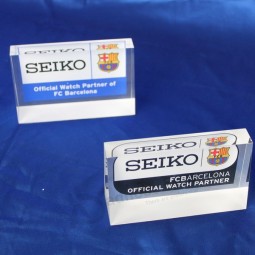 SEIKO
Official Watch Partner of
FC Barcelona
SEIKO
SEIKO
FCBARCELONA
OFFICIAL WATCH PARTNER